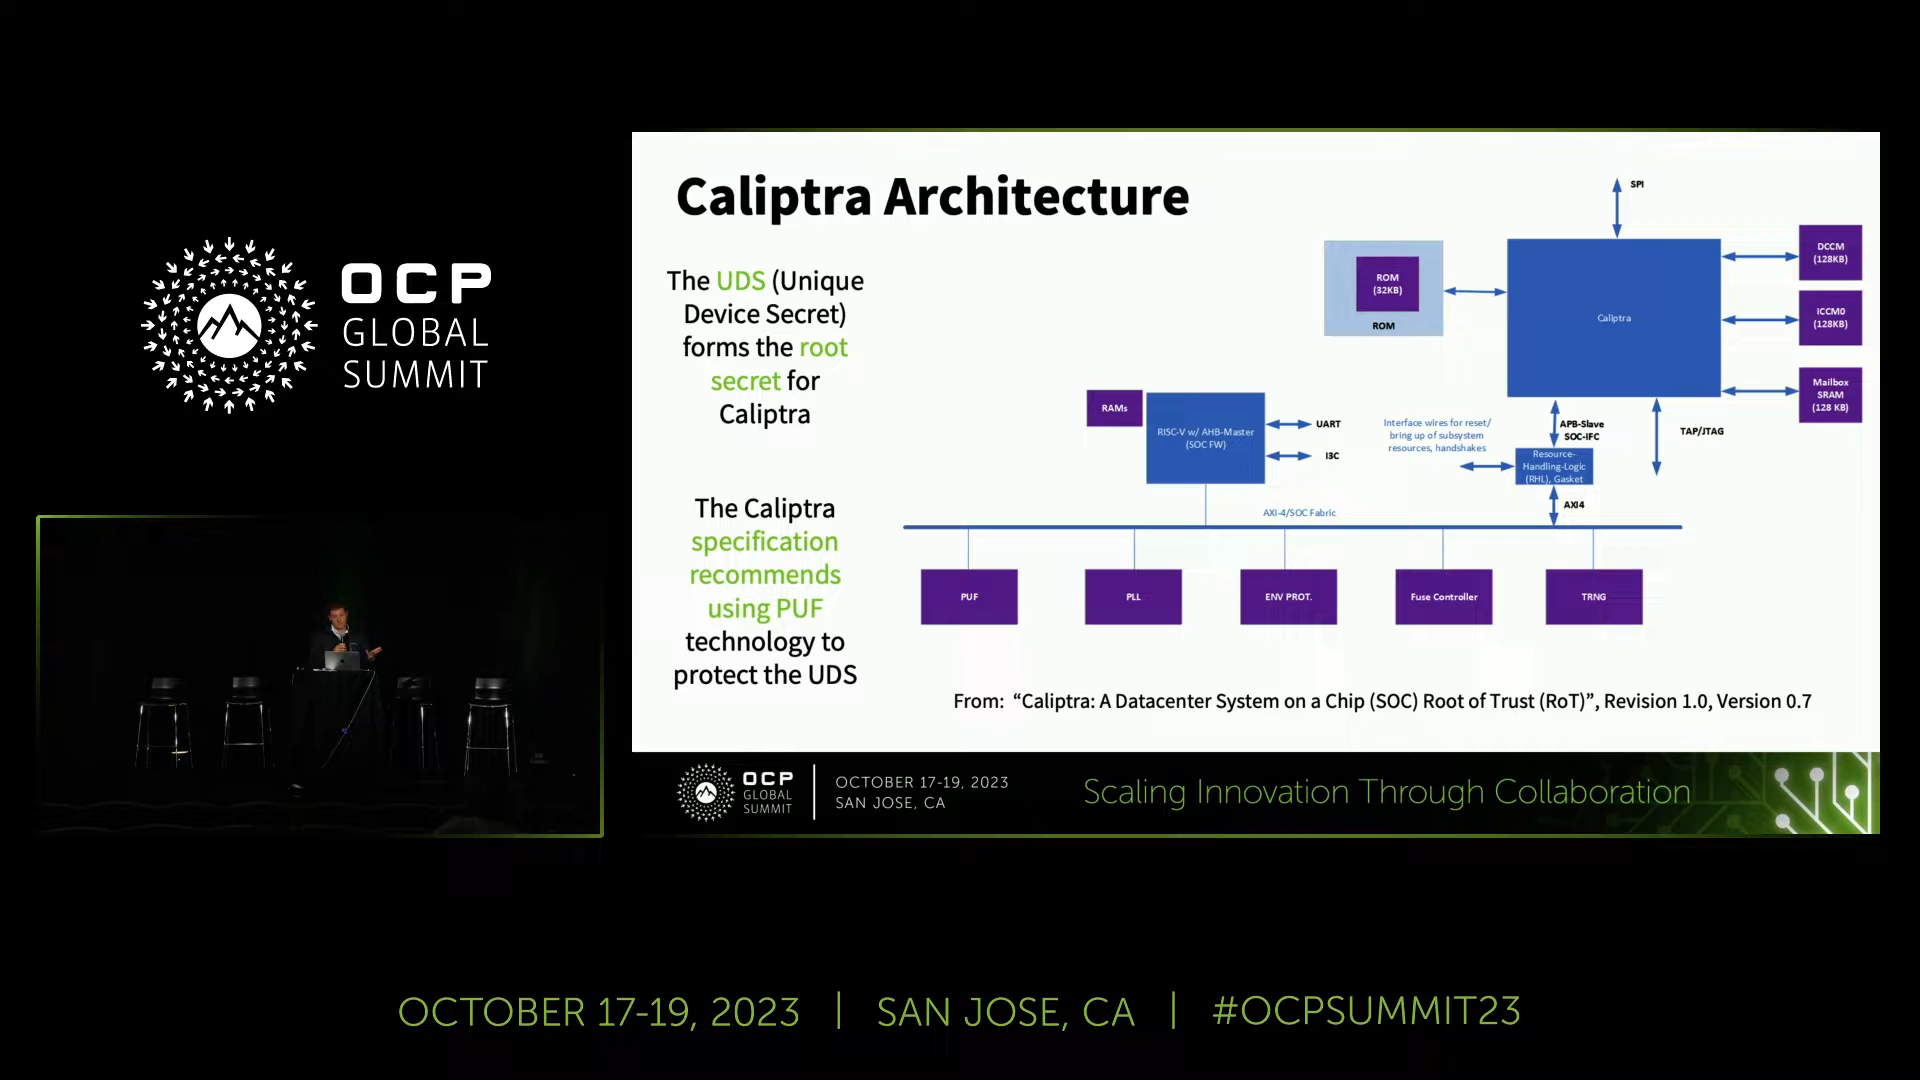 OCP
GLOBAL
SUMMIT
Caliptra Architecture
The UDS (Unique
Device Secret)
forms the root
secret for
Caliptra
The Caliptra
specification
recommends
using PUF
technology to
protect the UDS
SPI
ROM
(32KB)
ROM
Caliptra
DCCM
(128KB)
ICCM0
(128KB)
Mailbox
SRAM
(128 KB)
RAMs
RISC-V w/ AHB-Master
(SOC FW)
UART
I3C
Interface wires for reset/
bring up of subsystem
resources, handshakes
APB-Slave
SOC-IFC
TAP/JTAG
Resource-
Handling-Logic
(RHL), Gasket
AXI4
AXI-4/SOC Fabric
PUF
PLL
ENV PROT.
Fuse Controller
TRNG
From: “Caliptra: A Datacenter System on a Chip (SOC) Root of Trust (RoT)”, Revision 1.0, Version 0.7
OCP
GLOBAL
SUMMIT
OCTOBER 17-19, 2023
SAN JOSE, CA
Scaling Innovation Through Collaboration
OCTOBER 17-19, 2023 | SAN JOSE, CA | #OCPSUMMIT23